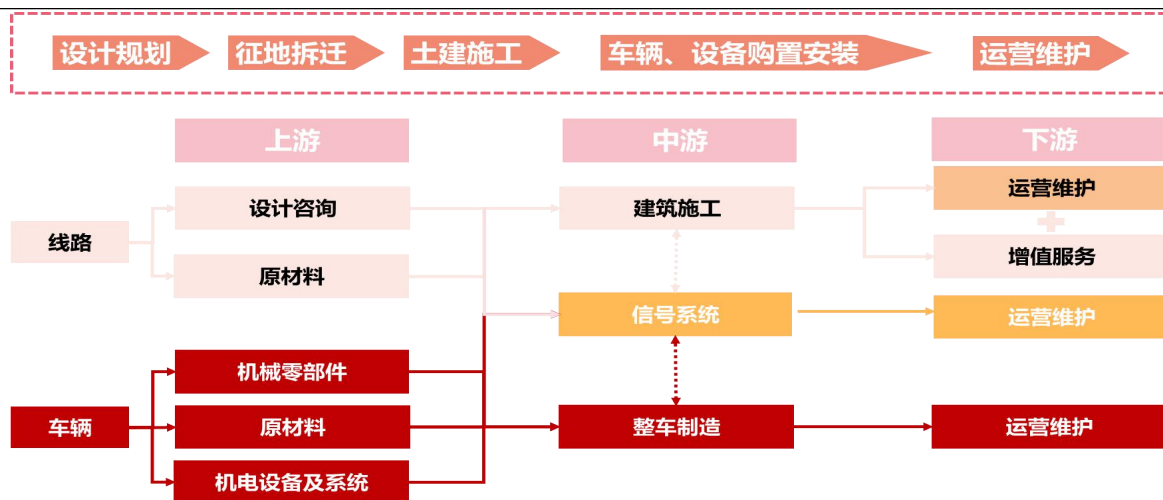 设计规划
征地拆迁
土建施工
车辆、设备购置安装
运营维护
上游
中游
下游
线路
设计咨询
建筑施工
运营维护
原材料
增值服务
信号系统
运营维护
车辆
机械零部件
原材料
整车制造
运营维护
机电设备及系统